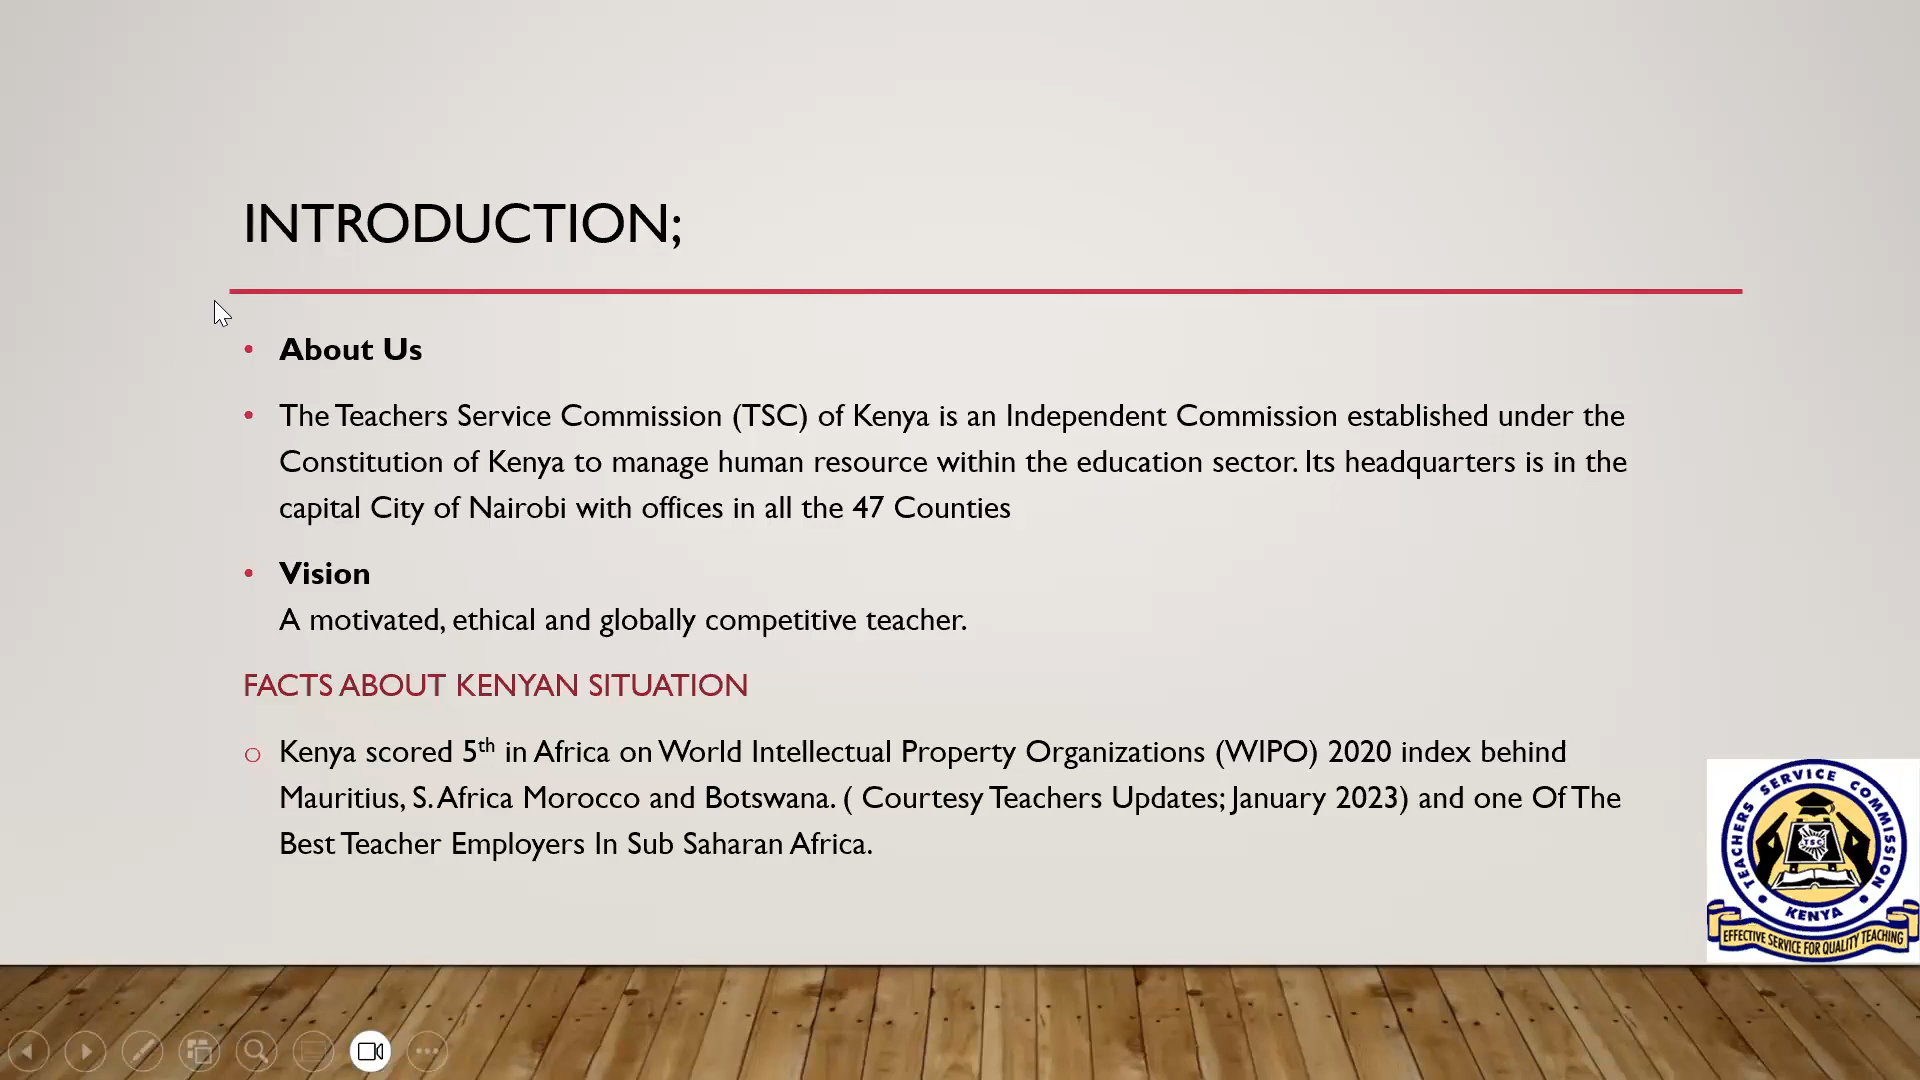 INTRODUCTION;
• About Us
• The Teachers Service Commission (TSC) of Kenya is an Independent Commission established under the
Constitution of Kenya to manage human resource within the education sector. Its headquarters is in the
capital City of Nairobi with offices in all the 47 Counties
• Vision
A motivated, ethical and globally competitive teacher.
FACTS ABOUT KENYAN SITUATION
o Kenya scored 5th in Africa on World Intellectual Property Organizations (WIPO) 2020 index behind
Mauritius, S. Africa Morocco and Botswana. ( Courtesy Teachers Updates; January 2023) and one Of The
Best Teacher Employers In Sub Saharan Africa.
TEACHERS SERVICE COMMISSION
TSC
KENYA
EFFECTIVE SERVICE FOR QUALITY TEACHING